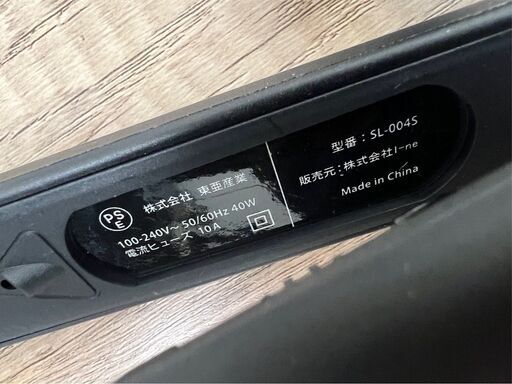 PS
E
株式会社 東亜産業
100-240V～ 50/60Hz 40W
電流ヒューズ 10A
型番：SL-004S
販売元：株式会社I-ne
Made in China